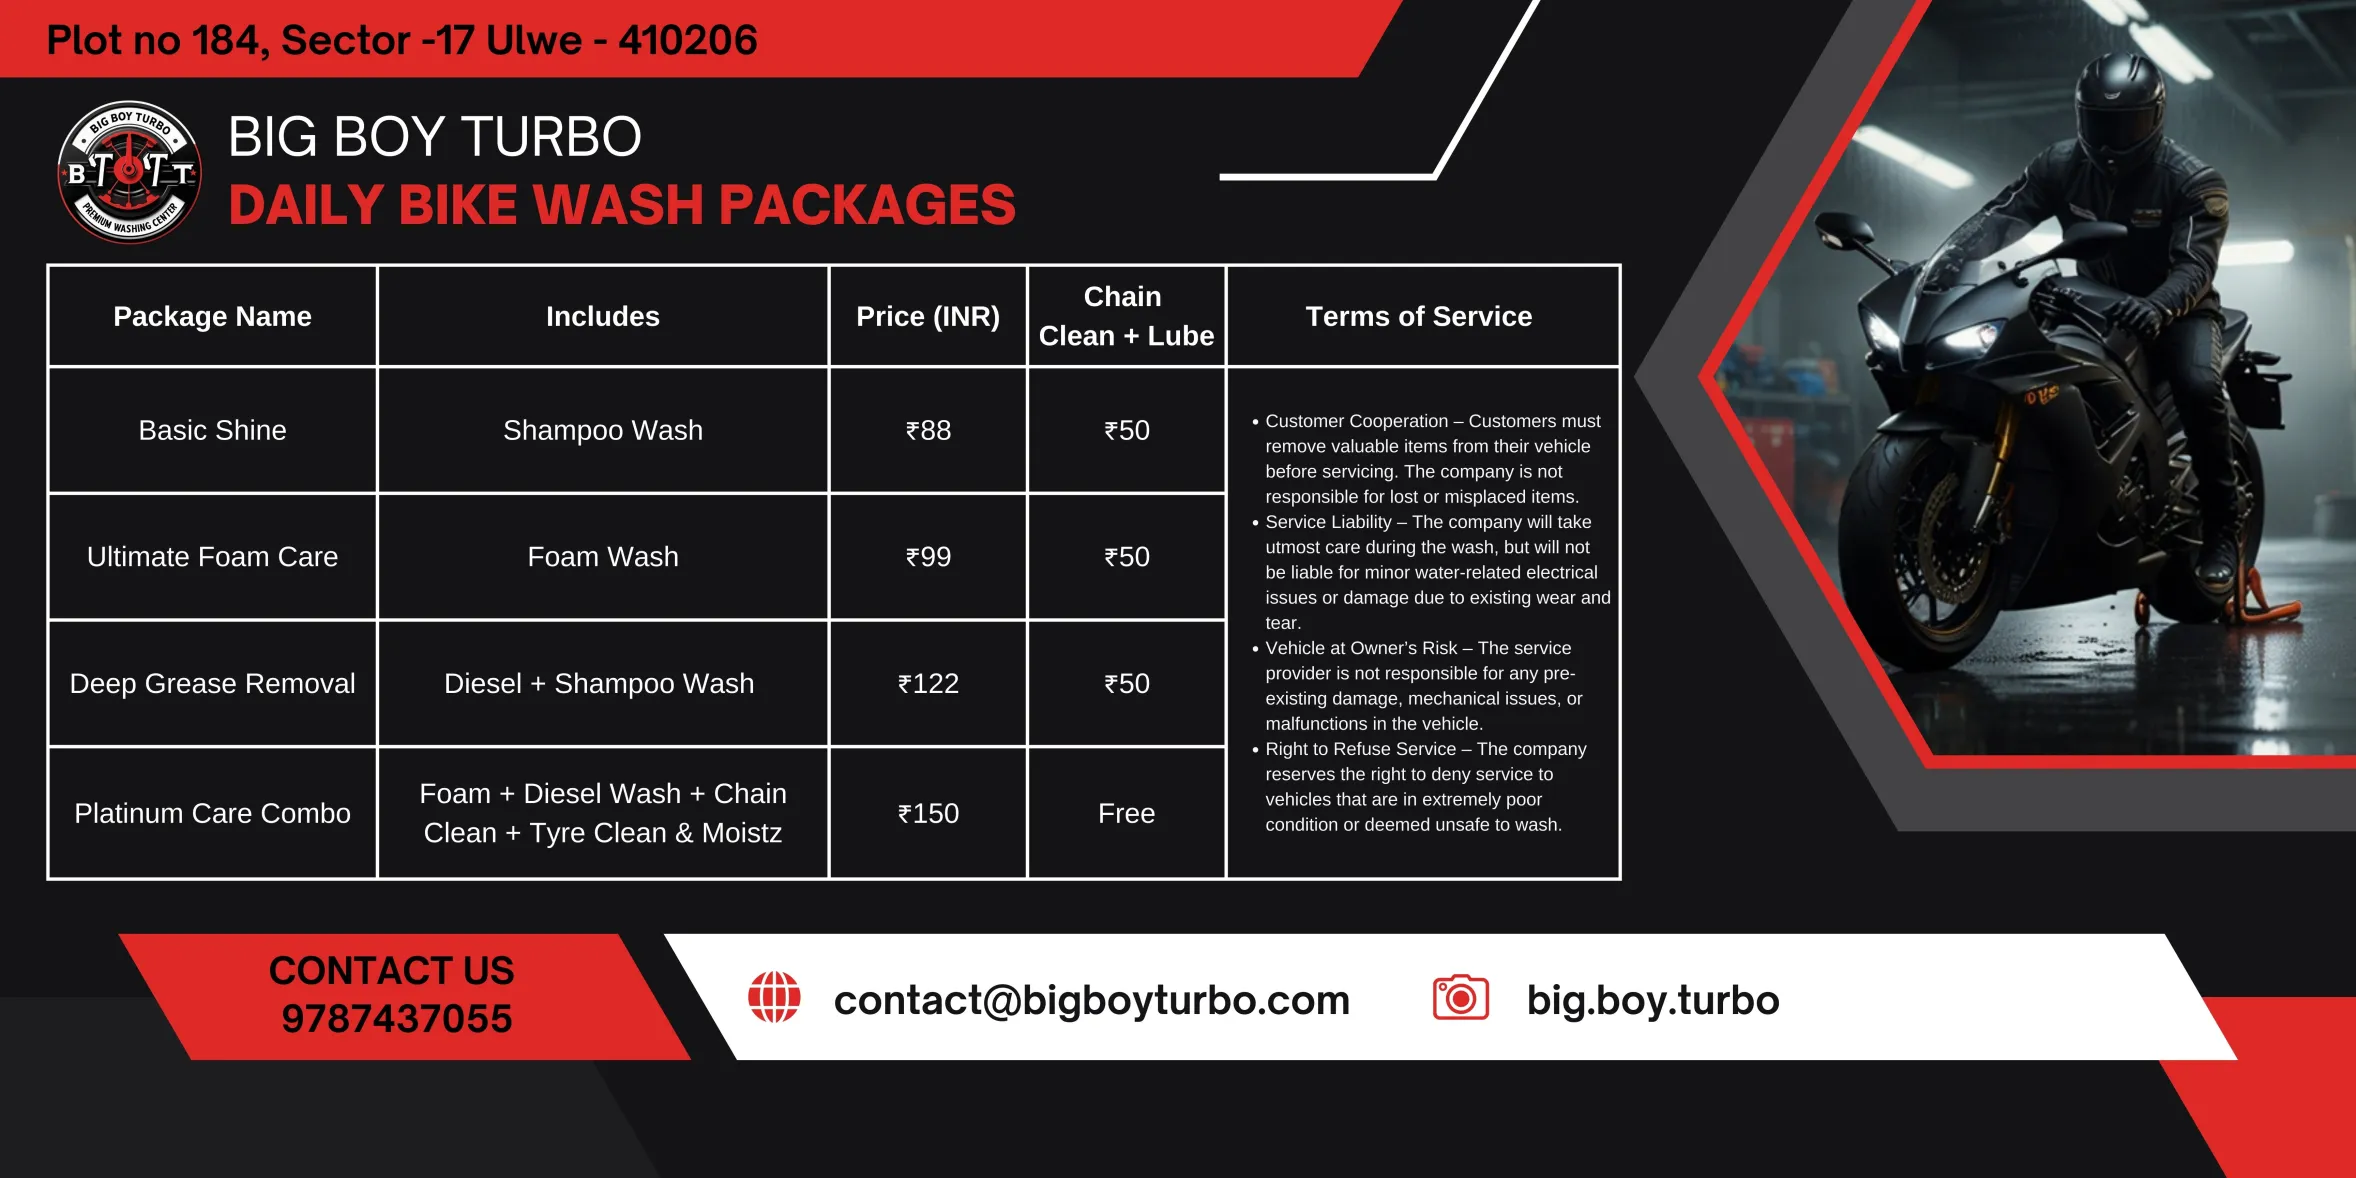 Plot no 184, Sector -17 Ulwe - 410206
BIG BOY TURBO
B T T T
PREMIUM WASHING CENTER
BIG BOY TURBO
DAILY BIKE WASH PACKAGES
Package Name
Includes
Price (INR)
Chain
Clean + Lube
Terms of Service
Basic Shine
Shampoo Wash
₹88
₹50
Ultimate Foam Care
Foam Wash
₹99
₹50
Deep Grease Removal
Diesel + Shampoo Wash
₹122
₹50
Platinum Care Combo
Foam + Diesel Wash + Chain
Clean + Tyre Clean & Moistz
₹150
Free
• Customer Cooperation – Customers must
remove valuable items from their vehicle
before servicing. The company is not
responsible for lost or misplaced items.
• Service Liability – The company will take
utmost care during the wash, but will not
be liable for minor water-related electrical
issues or damage due to existing wear and
tear.
• Vehicle at Owner’s Risk – The service
provider is not responsible for any pre-
existing damage, mechanical issues, or
malfunctions in the vehicle.
• Right to Refuse Service – The company
reserves the right to deny service to
vehicles that are in extremely poor
condition or deemed unsafe to wash.
CONTACT US
9787437055
contact@bigboyturbo.com
big.boy.turbo